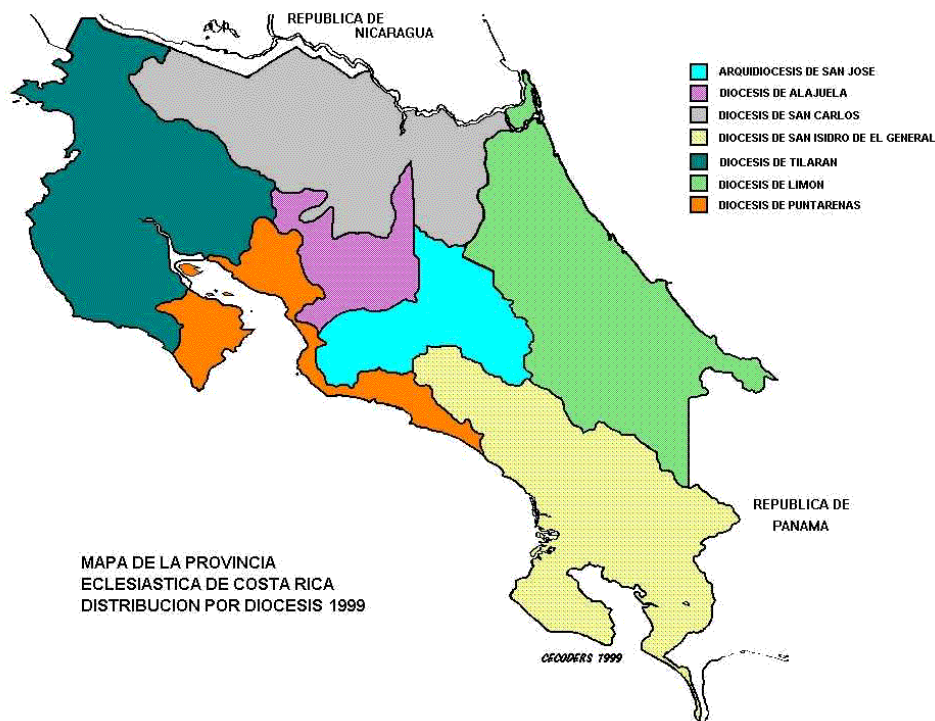 REPUBLICA DE
NICARAGUA
ARQUIDIOCESIS DE SAN JOSE
DIOCESIS DE ALAJUELA
DIOCESIS DE SAN CARLOS
DIOCESIS DE SAN ISIDRO DE EL GENERAL
DIOCESIS DE TILARAN
DIOCESIS DE LIMON
DIOCESIS DE PUNTARENAS
REPUBLICA DE
PANAMA
MAPA DE LA PROVINCIA
ECLESIASTICA DE COSTA RICA
DISTRIBUCION POR DIOCESIS 1999
CECODERS 1999